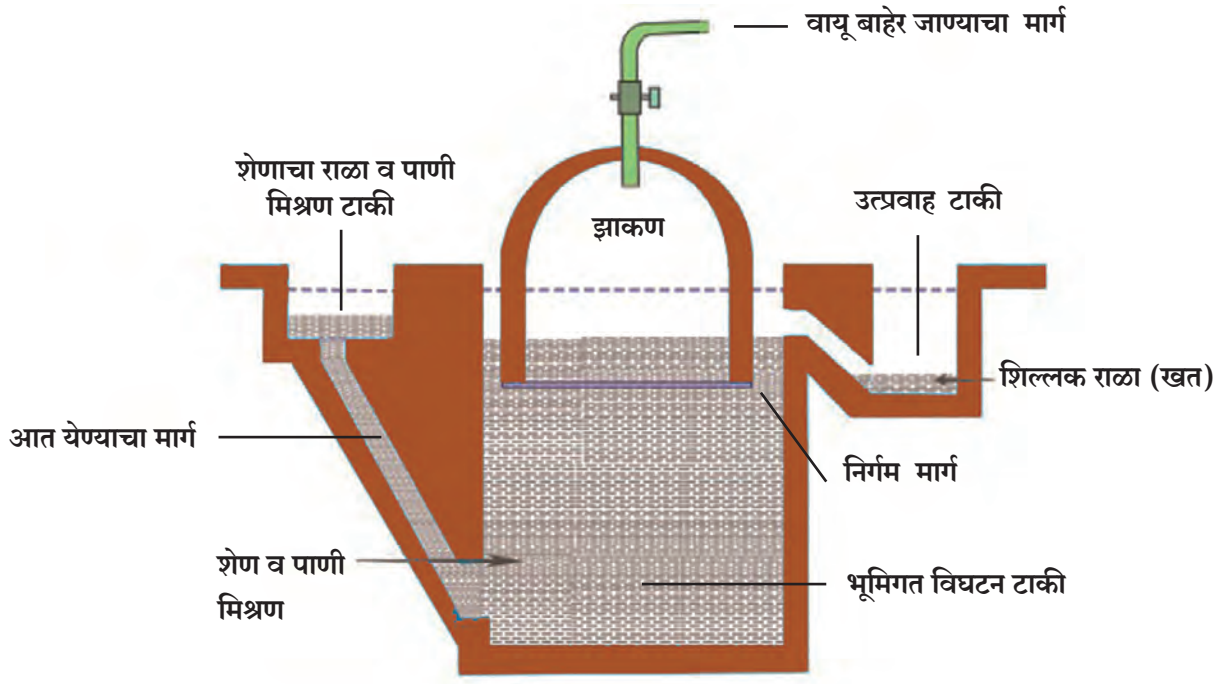 वायू बाहेर जाण्याचा मार्ग
शेणाचा राळा व पाणी
मिश्रण टाकी
उत्प्रवाह टाकी
झाकण
शिल्लक राळा (खत)
आत येण्याचा मार्ग
निर्गम मार्ग
शेण व पाणी
मिश्रण
भूमिगत विघटन टाकी